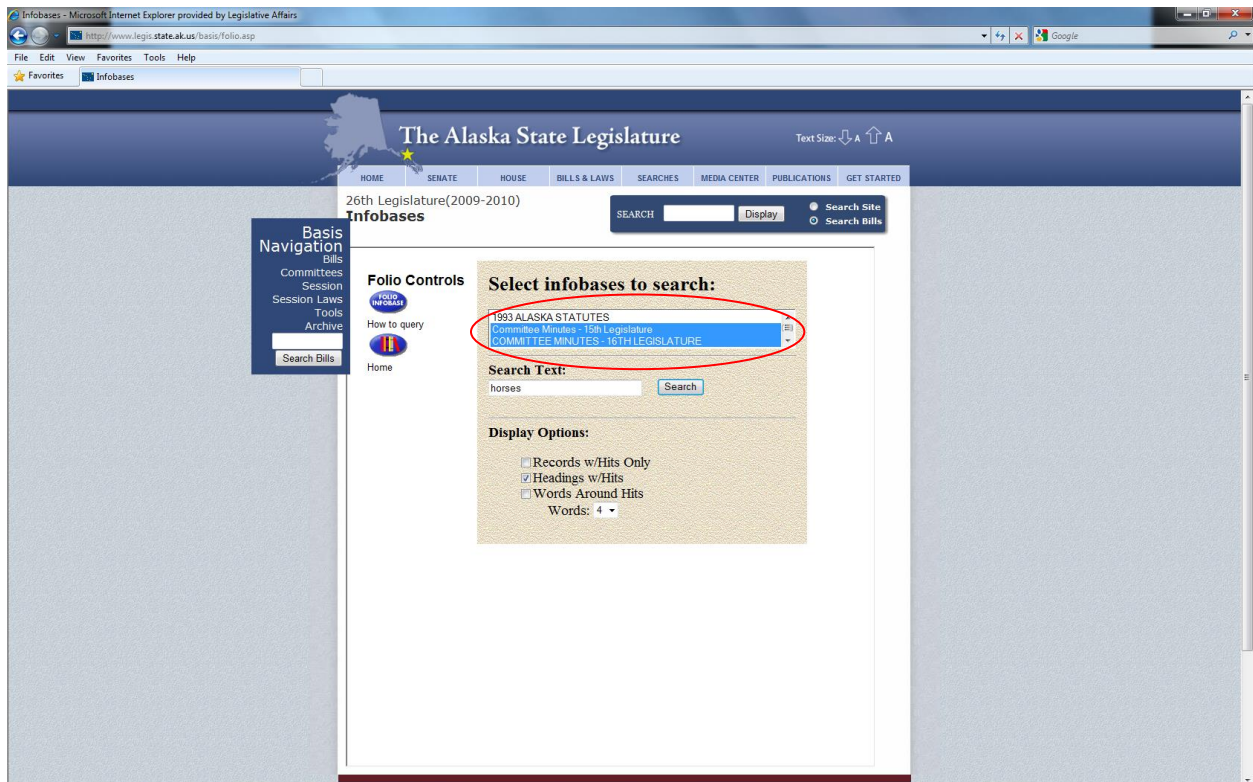 Infobases - Microsoft Internet Explorer provided by Legislative Affairs
http://www.legis.state.ak.us/basis/folio.asp
Google
File Edit View Favorites Tools Help
Favorites Infobases
The Alaska State Legislature
Text Size: A A
HOME SENATE HOUSE BILLS & LAWS SEARCHES MEDIA CENTER PUBLICATIONS GET STARTED
26th Legislature(2009-2010)
Infobases
SEARCH Display
Search Site
Search Bills
Basis
Navigation
Bills
Committees
Session
Session Laws
Tools
Archive
Search Bills
Folio Controls
FOLIO
INFOBASE
How to query
Home
Select infobases to search:
1993 ALASKA STATUTES
Committee Minutes - 15th Legislature
COMMITTEE MINUTES - 16TH LEGISLATURE
Search Text:
horses Search
Display Options:
Records w/Hits Only
Headings w/Hits
Words Around Hits
Words: 4